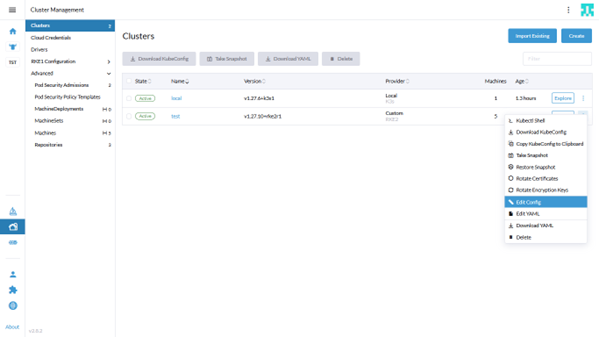 Cluster Management
Clusters 2
Cloud Credentials
Drivers
RKE1 Configuration
Advanced
Pod Security Admissions 2
Pod Security Policy Templates
MachineDeployments
MachineSets
Machines
Repositories 3
TST
About
v2.8.2
Clusters
Import Existing
Create
Download KubeConfig
Take Snapshot
Download YAML
Delete
Filter
State Name Version Provider Machines Age
Active local v1.27.6+k3s1 Local 1 1.3 hours Explore
K3s
Active test v1.27.10+rke2r1 Custom 5
RKE2
Kubectl Shell
Download KubeConfig
Copy KubeConfig to Clipboard
Take Snapshot
Restore Snapshot
Rotate Certificates
Rotate Encryption Keys
Edit Config
Edit YAML
Download YAML
Delete